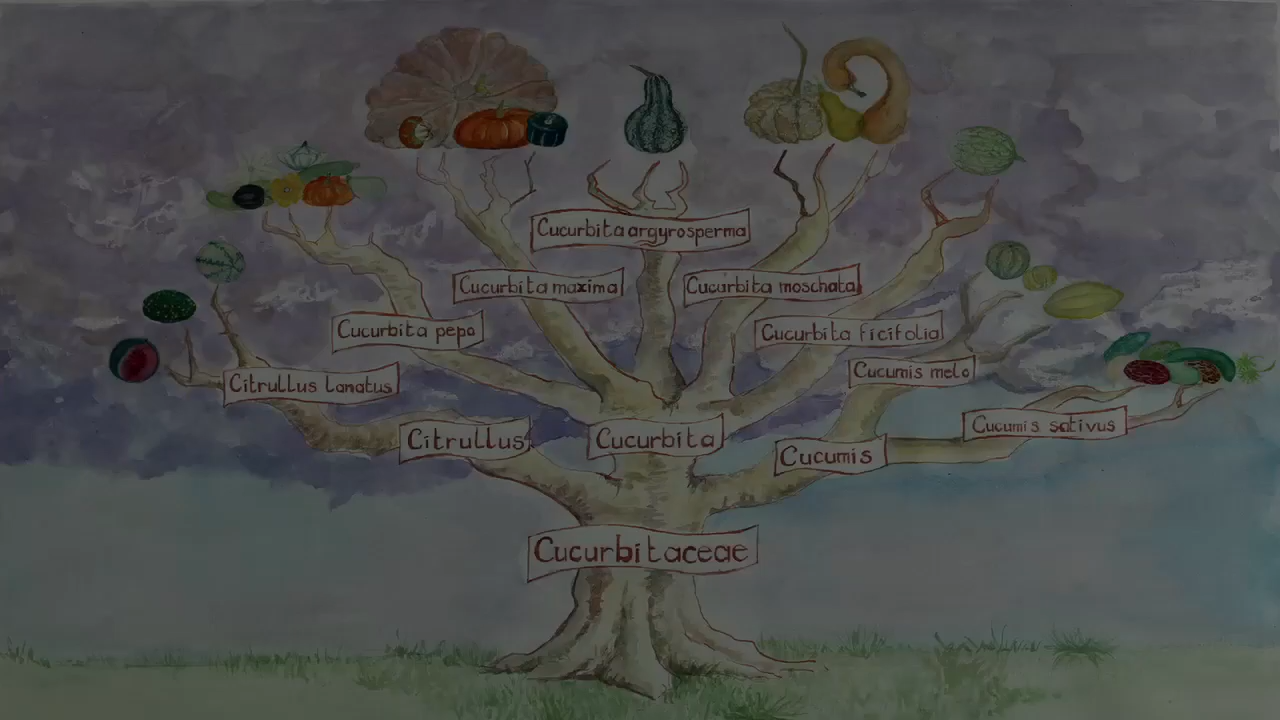 Cucurbita argyrosperma
Cucurbita maxima
Cucurbita moschata
Cucurbita pepo
Cucurbita ficifolia
Citrullus lanatus
Cucumis melo
Cucumis sativus
Citrullus
Cucurbita
Cucumis
Cucurbitaceae